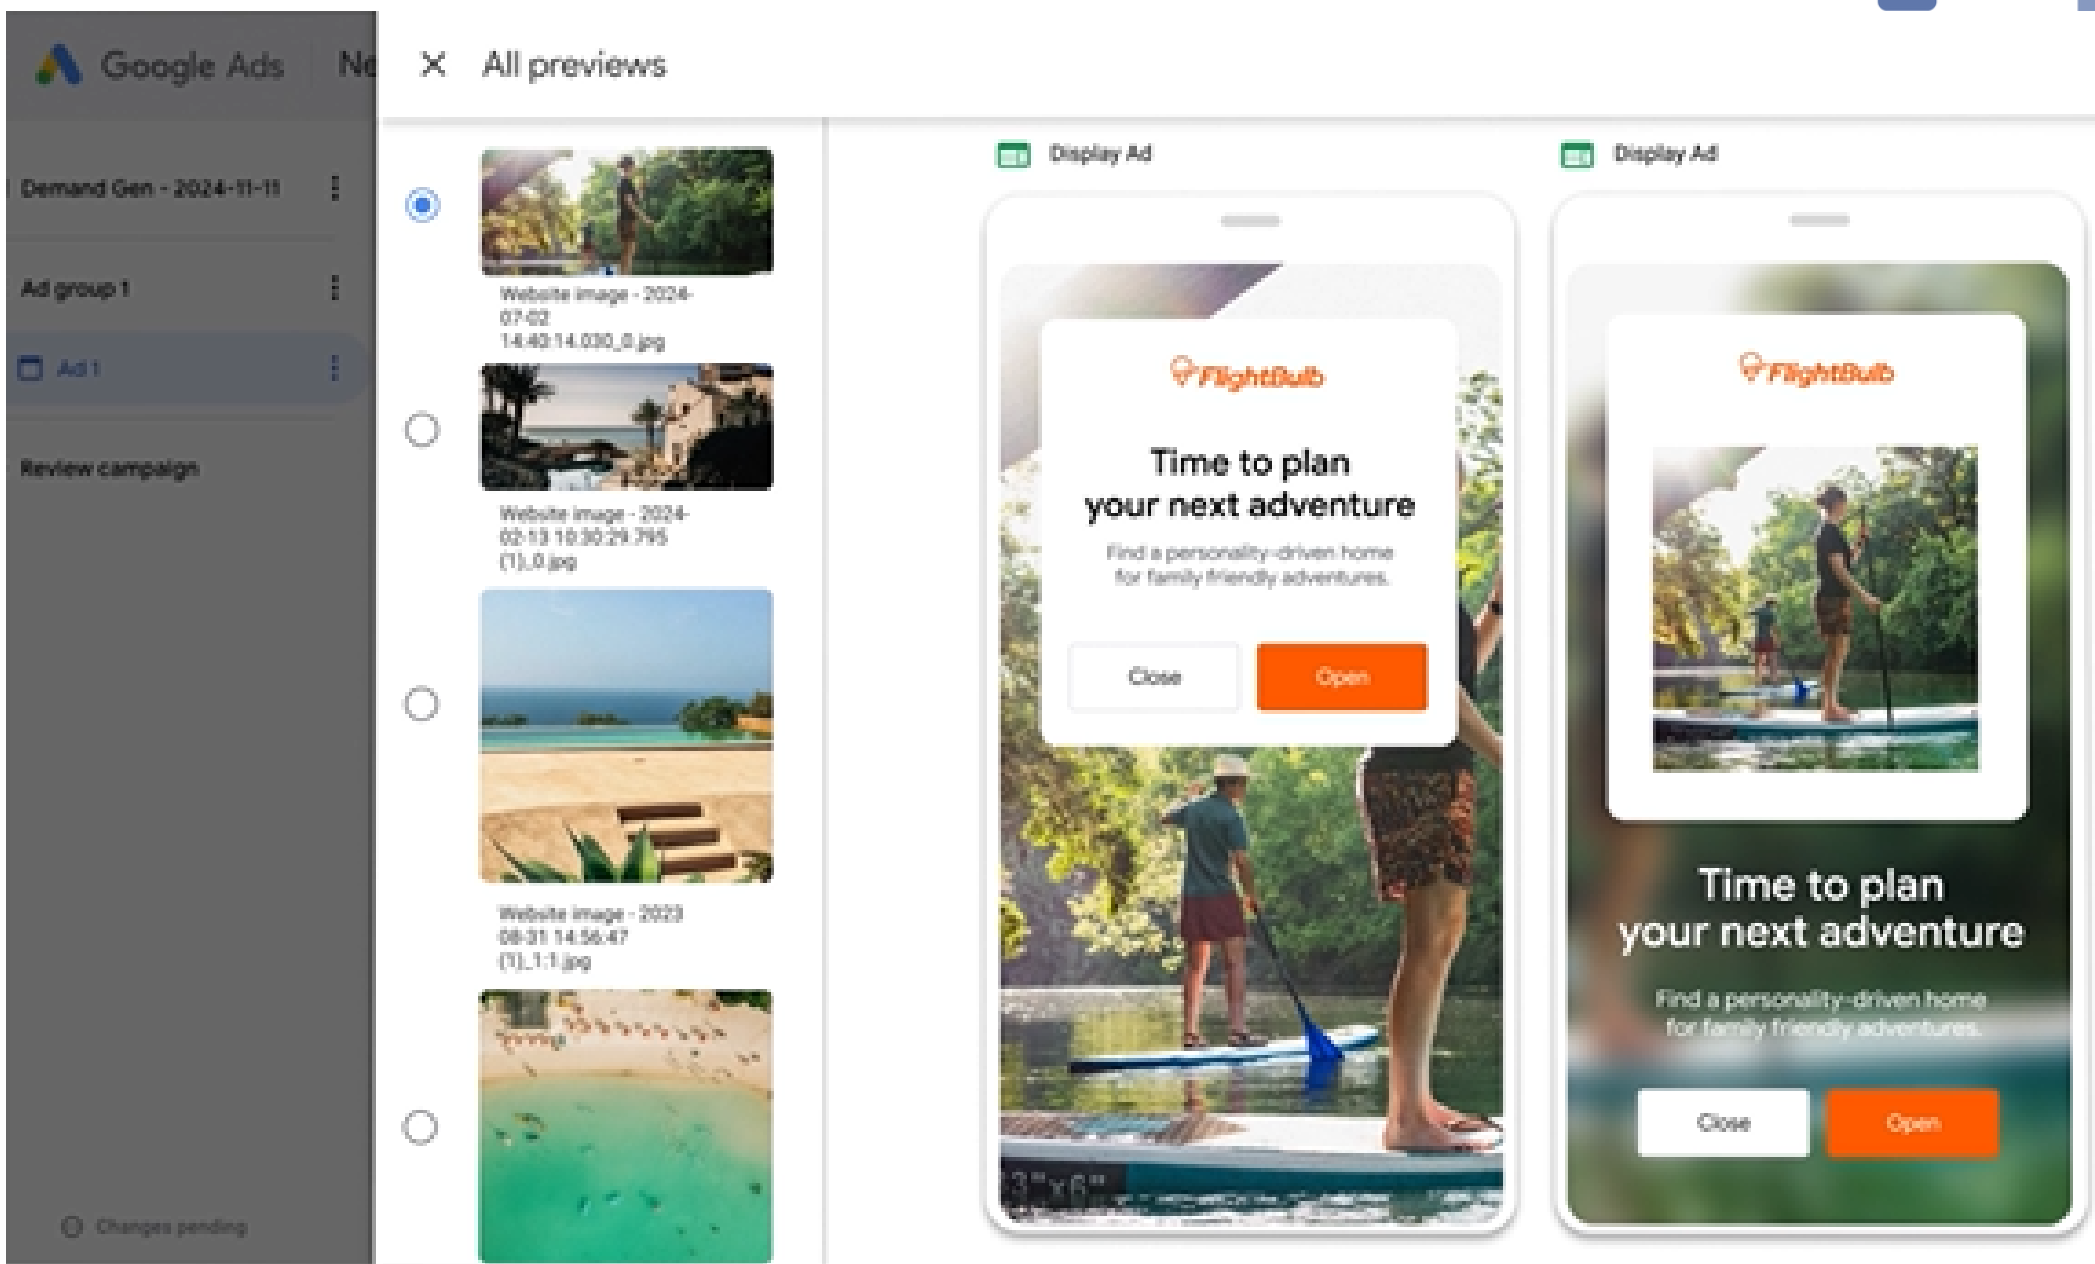 Google Ads
Ne
All previews
Demand Gen - 2024-11-11
Ad group 1
Ad 1
Review campaign
Changes pending
Website image - 2024-
07-02
14:40:14.030_0.jpg
Website image - 2024-
02-13 10:30:29.795
(1)_0.jpg
Website image - 2023
08-31 14:56:47
(1)_1:1.jpg
Display Ad
FlightBulb
Time to plan
your next adventure
Find a personality-driven home
for family friendly adventures.
Close
Open
3"x6"
Display Ad
FlightBulb
Time to plan
your next adventure
Find a personality-driven home
for family friendly adventures.
Close
Open